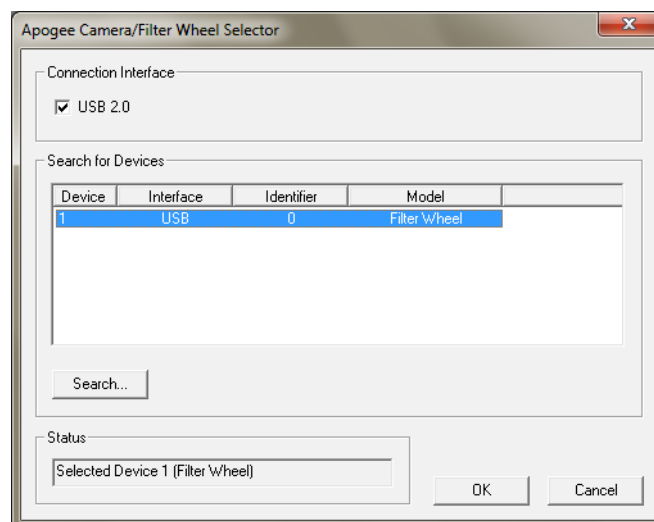 Apogee Camera/Filter Wheel Selector
Connection Interface
USB 2.0
Search for Devices
Device Interface Identifier Model
1 USB 0 Filter Wheel
Search...
Status
Selected Device 1 (Filter Wheel)
OK Cancel